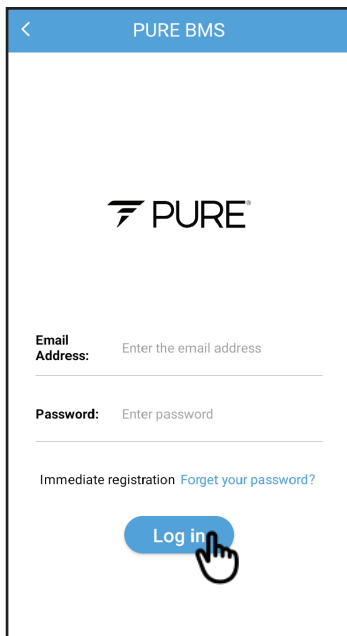 PURE BMS
PURE®
Email
Address:
Enter the email address
Password:
Enter password
Immediate registration Forget your password?
Log in